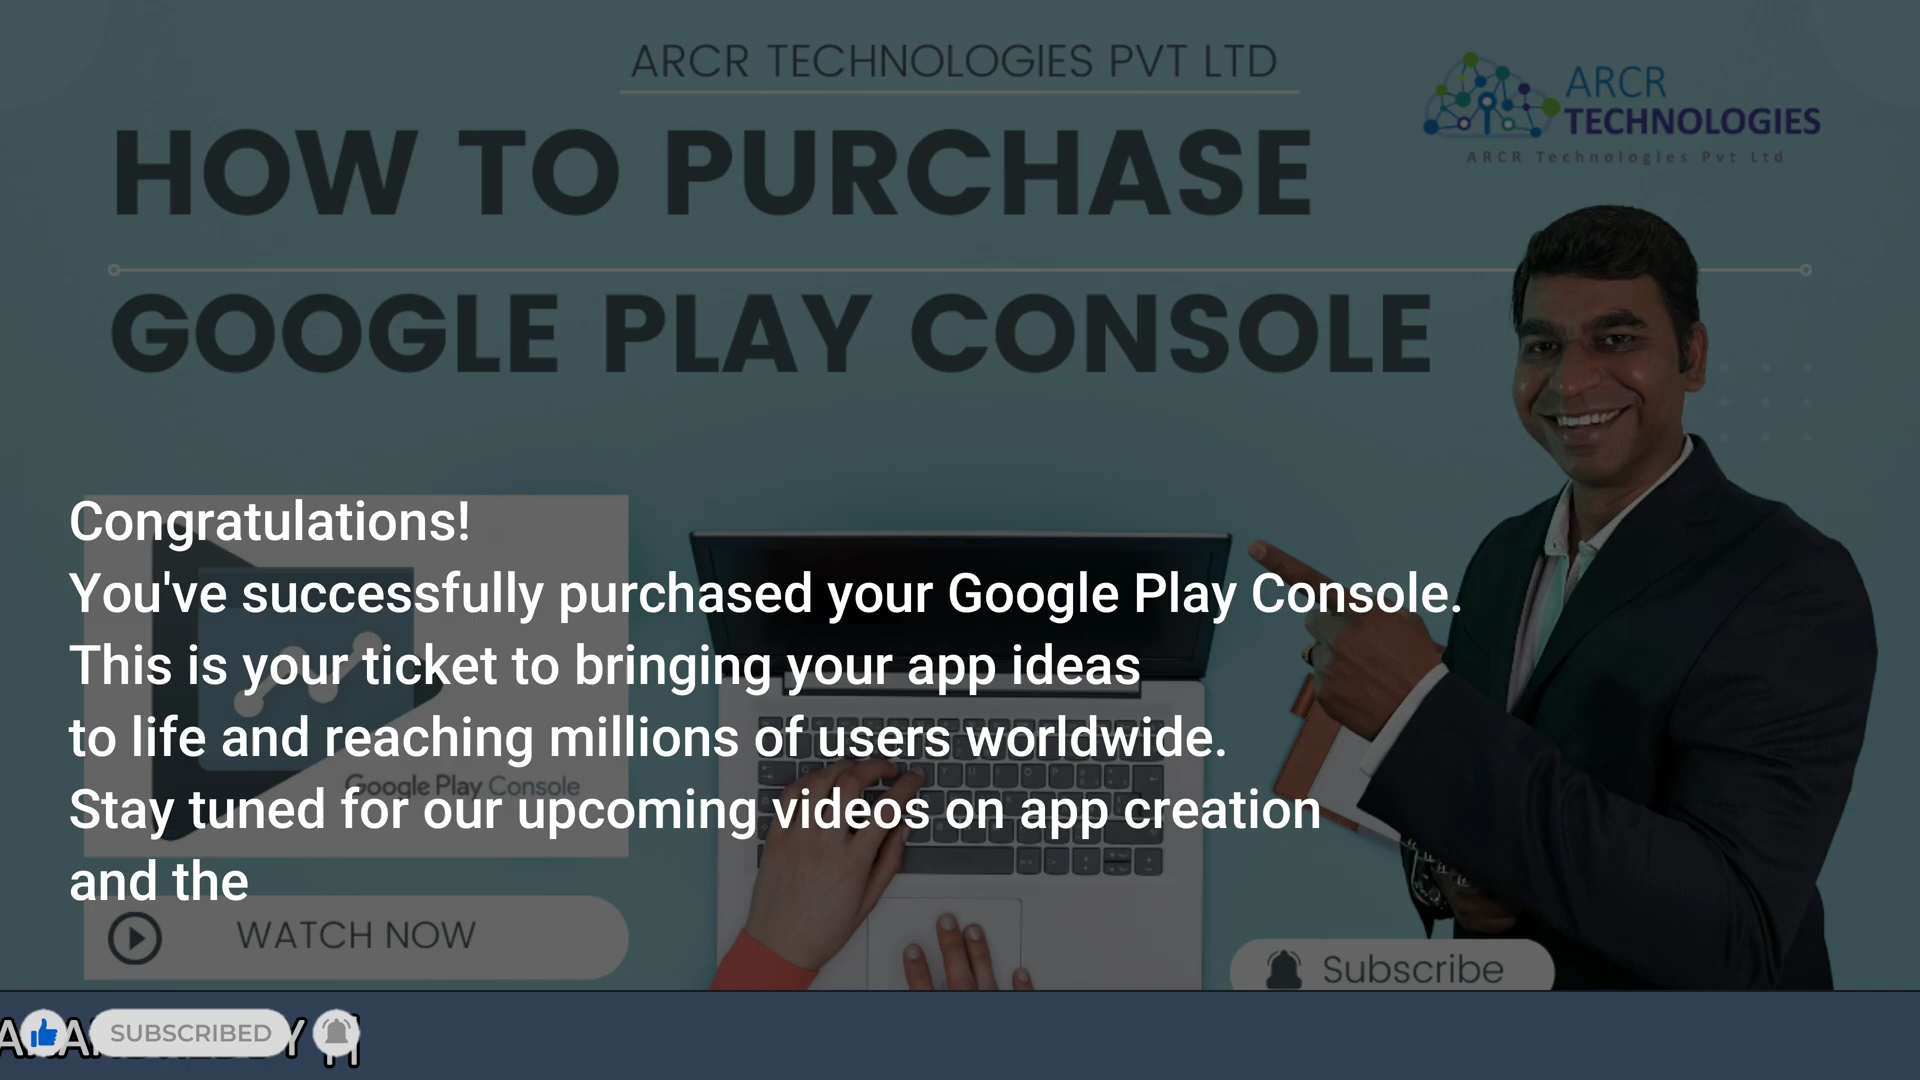 ARCR TECHNOLOGIES PVT LTD
ARCR
TECHNOLOGIES
ARCR Technologies Pvt Ltd
HOW TO PURCHASE
GOOGLE PLAY CONSOLE
Congratulations!
You've successfully purchased your Google Play Console.
This is your ticket to bringing your app ideas
to life and reaching millions of users worldwide.
Google Play Console
Stay tuned for our upcoming videos on app creation
and the
WATCH NOW
Subscribe
SUBSCRIBED